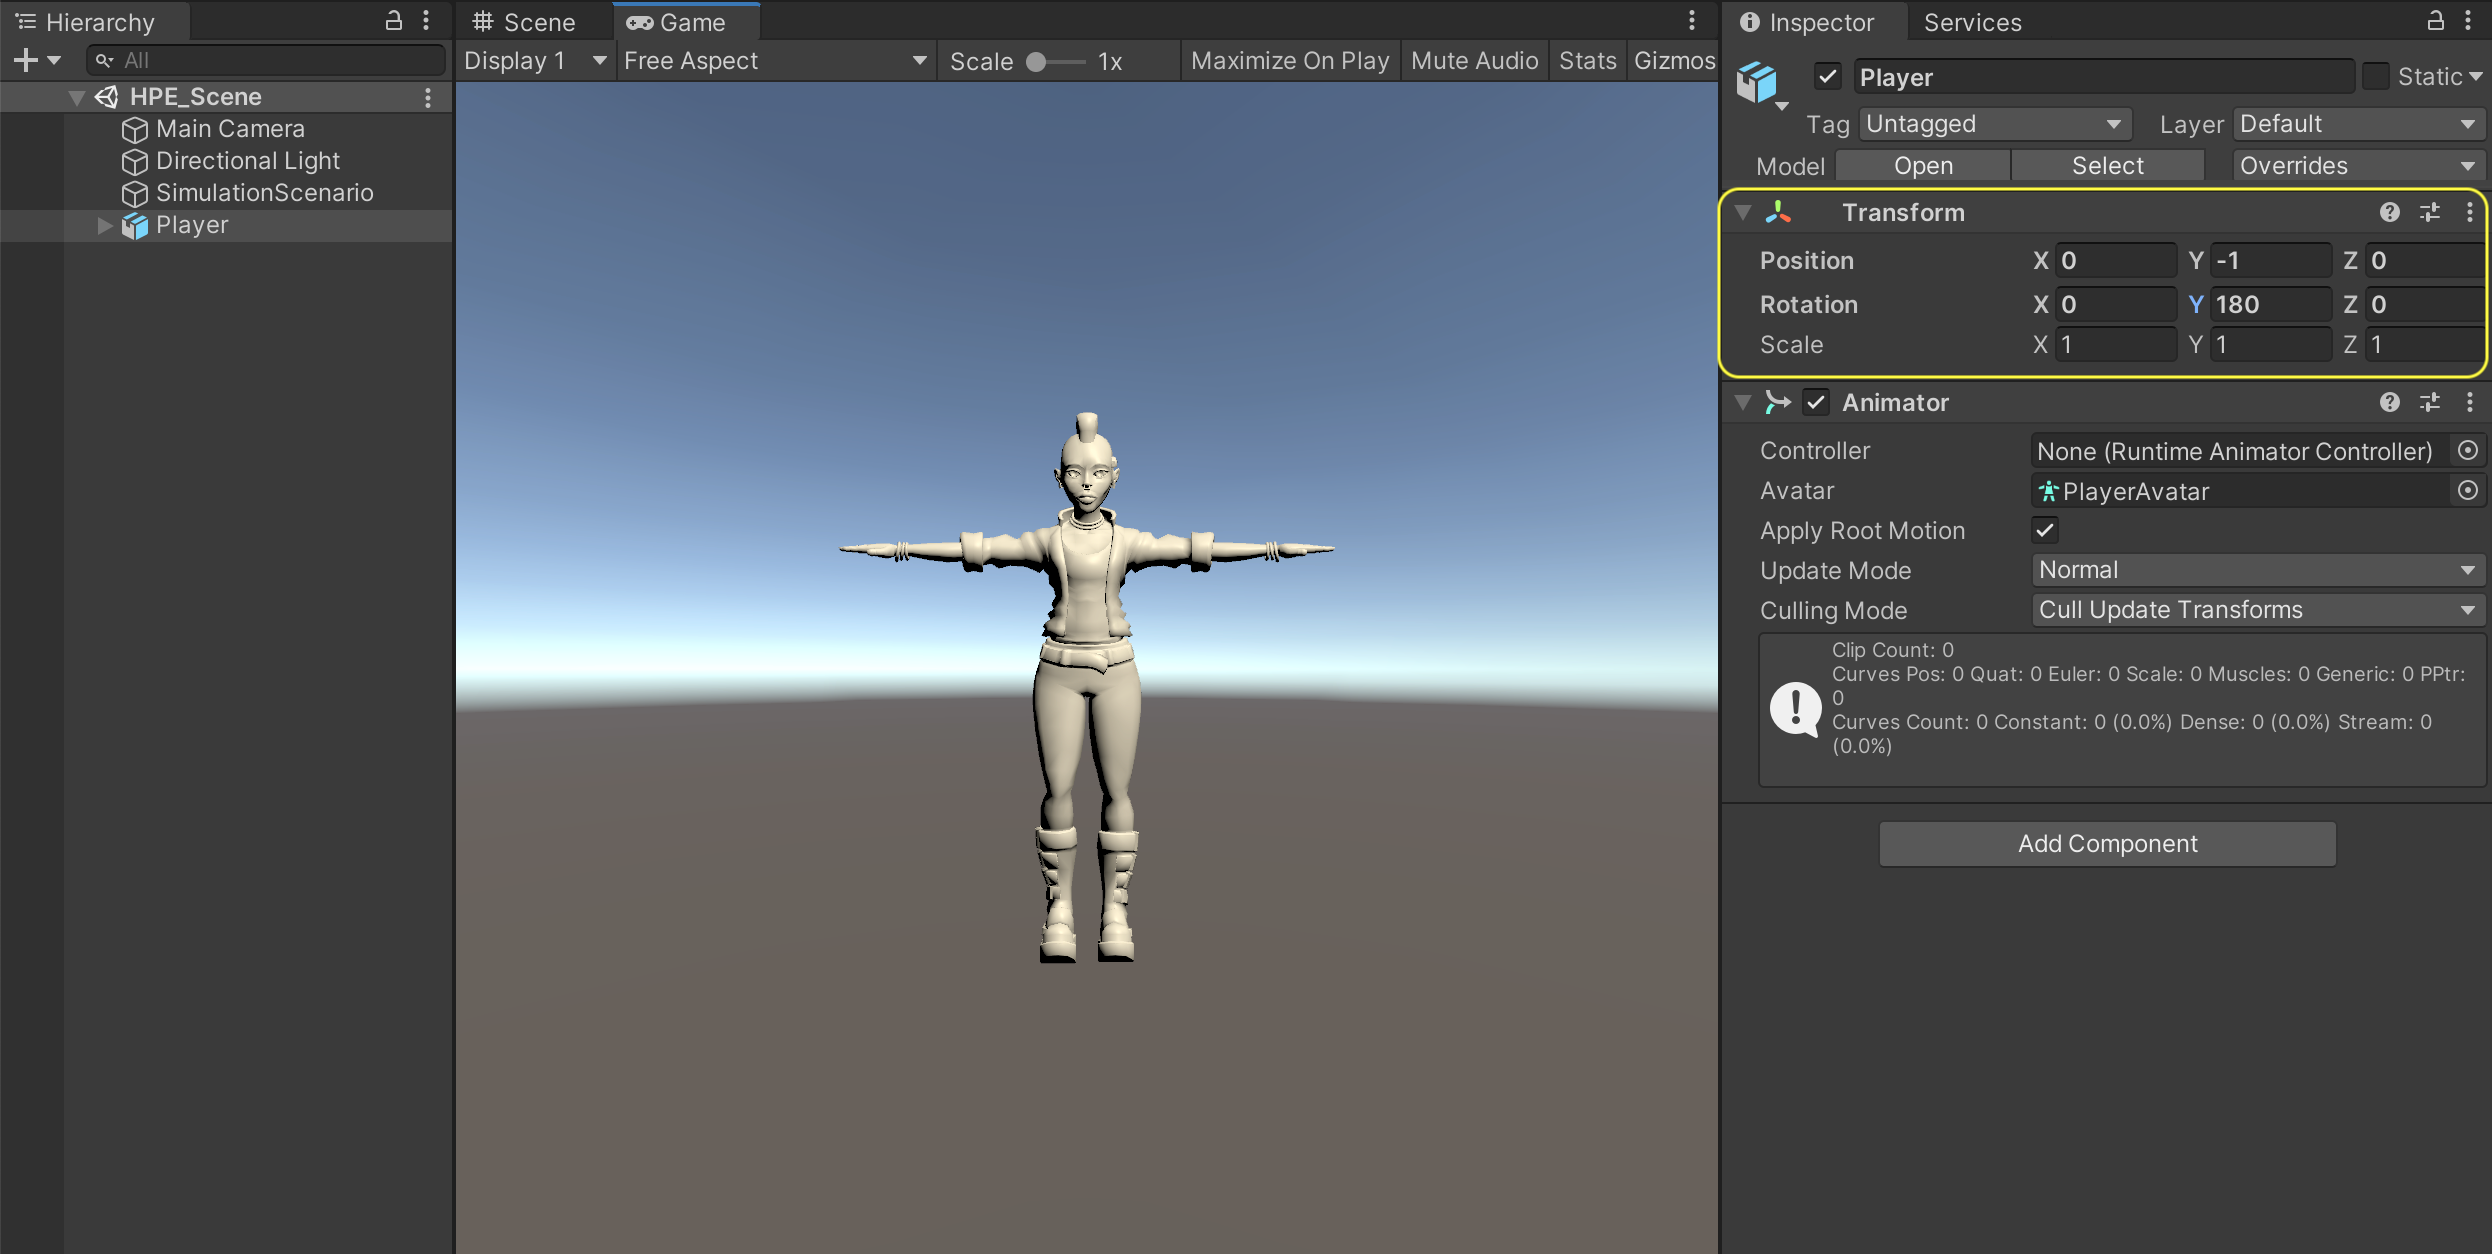 Hierarchy
All
HPE_Scene
Main Camera
Directional Light
SimulationScenario
Player
Scene
Game
Display 1
Free Aspect
Scale
1x
Maximize On Play
Mute Audio
Stats
Gizmos
Inspector
Services
Player
Static
Tag
Untagged
Layer
Default
Model
Open
Select
Overrides
Transform
Position X 0 Y -1 Z 0
Rotation X 0 Y 180 Z 0
Scale X 1 Y 1 Z 1
Animator
Controller None (Runtime Animator Controller)
Avatar PlayerAvatar
Apply Root Motion
Update Mode Normal
Culling Mode Cull Update Transforms
Clip Count: 0
Curves Pos: 0 Quat: 0 Euler: 0 Scale: 0 Muscles: 0 Generic: 0 PPtr:
0
Curves Count: 0 Constant: 0 (0.0%) Dense: 0 (0.0%) Stream: 0
(0.0%)
Add Component